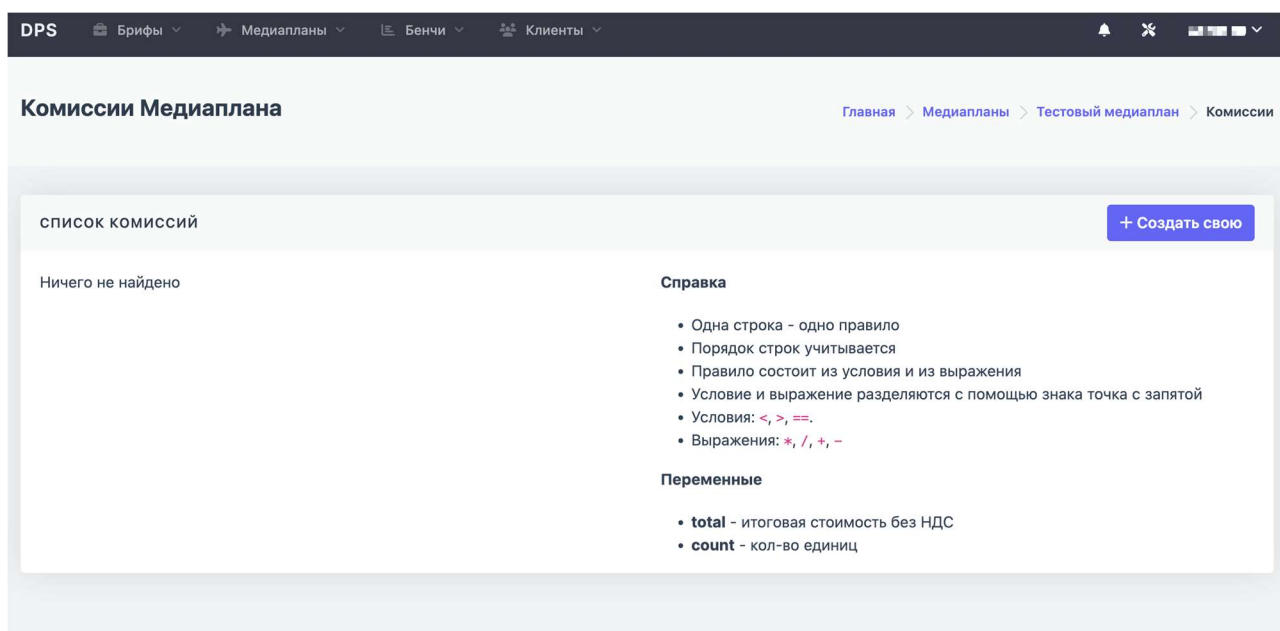 DPS Брифы Медиапланы Бенчи Клиенты
Комиссии Медиаплана
Главная > Медиапланы > Тестовый медиаплан > Комиссии
СПИСОК КОМИССИЙ
+ Создать свою
Ничего не найдено
Справка
• Одна строка - одно правило
• Порядок строк учитывается
• Правило состоит из условия и из выражения
• Условие и выражение разделяются с помощью знака точка с запятой
• Условия: <, >, ==.
• Выражения: *, /, +, -
Переменные
• total - итоговая стоимость без НДС
• count - кол-во единиц